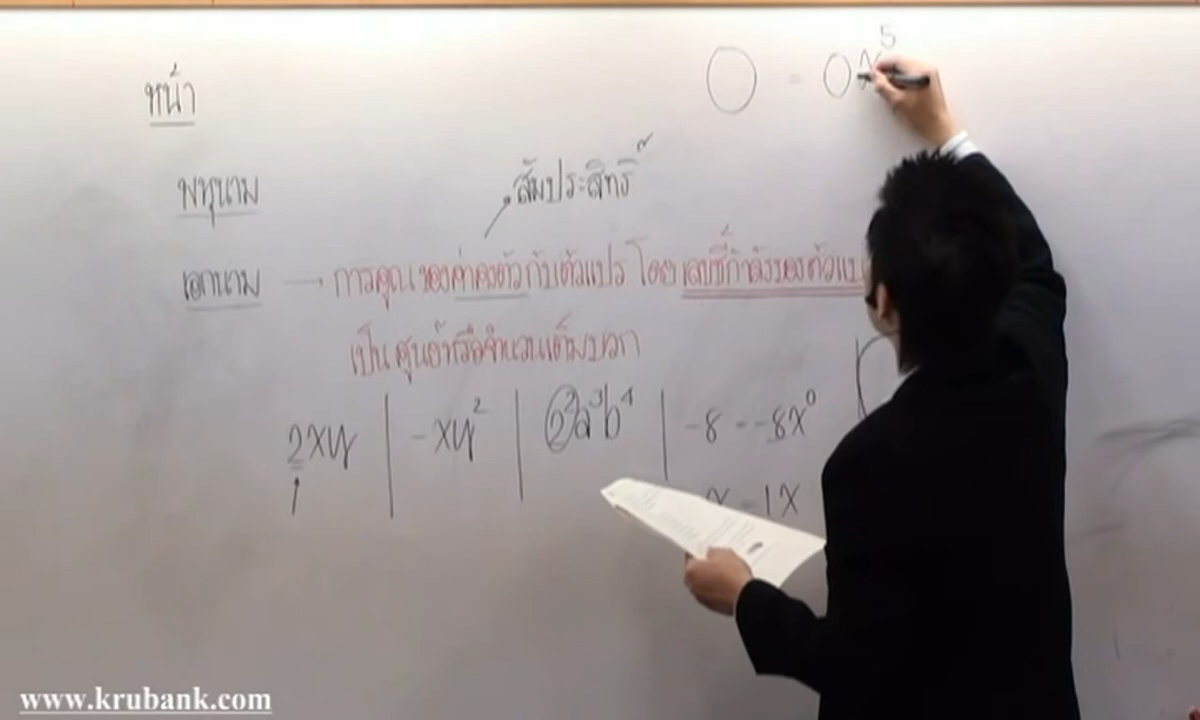 หน้า
0 = 0x⁵
พหุนาม
สัมประสิทธิ์
เอกนาม → การคูณของค่าคงตัวกับตัวแปร โดยเลขชี้กำลังของตัวแปร
เป็นศูนย์หรือจำนวนเต็มบวก
2xy | -xy² | 2²a³b⁴ | -8 = -8x⁰
x = 1x
www.krubank.com